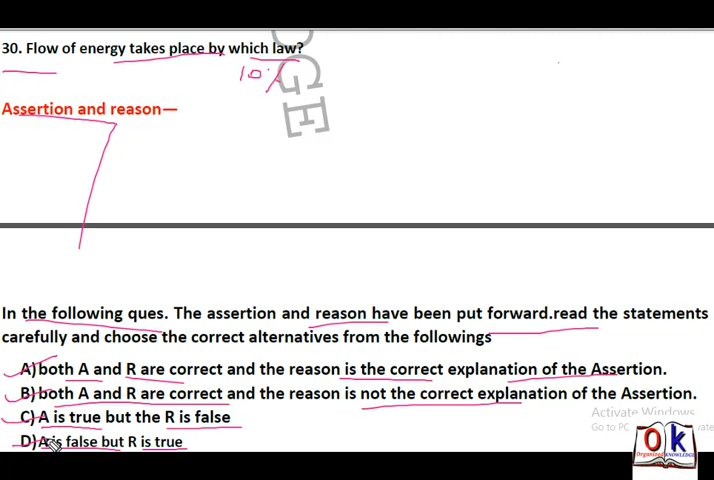 30. Flow of energy takes place by which law?
10%
OGE
Assertion and reason—
In the following ques. The assertion and reason have been put forward.read the statements
carefully and choose the correct alternatives from the followings
A)both A and R are correct and the reason is the correct explanation of the Assertion.
B)both A and R are correct and the reason is not the correct explanation of the Assertion.
C)A is true but the R is false
D)A is false but R is true
Activate Windows
Go to PC
Ok
Organized KNOWLEDGE